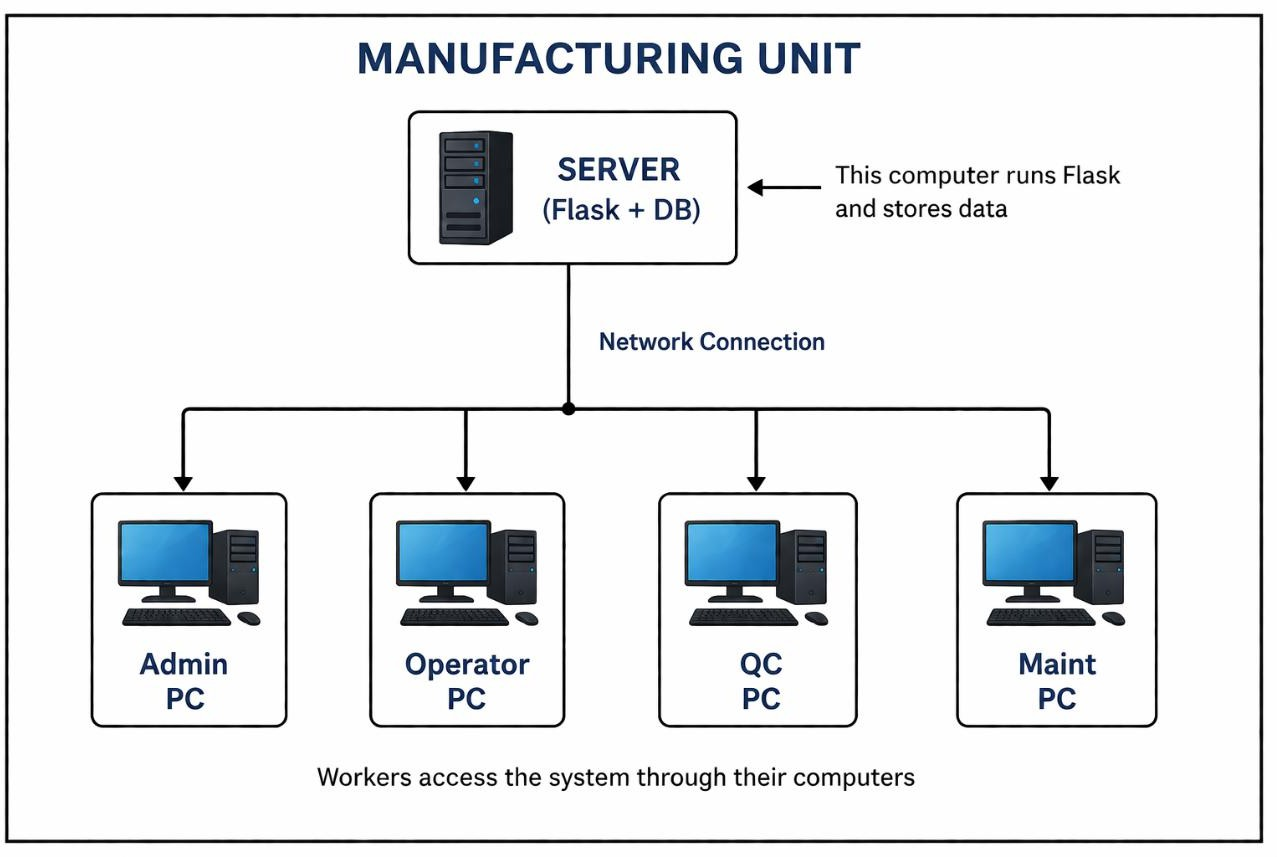 MANUFACTURING UNIT
SERVER
(Flask + DB)
This computer runs Flask
and stores data
Network Connection
Admin
PC
Operator
PC
QC
PC
Maint
PC
Workers access the system through their computers